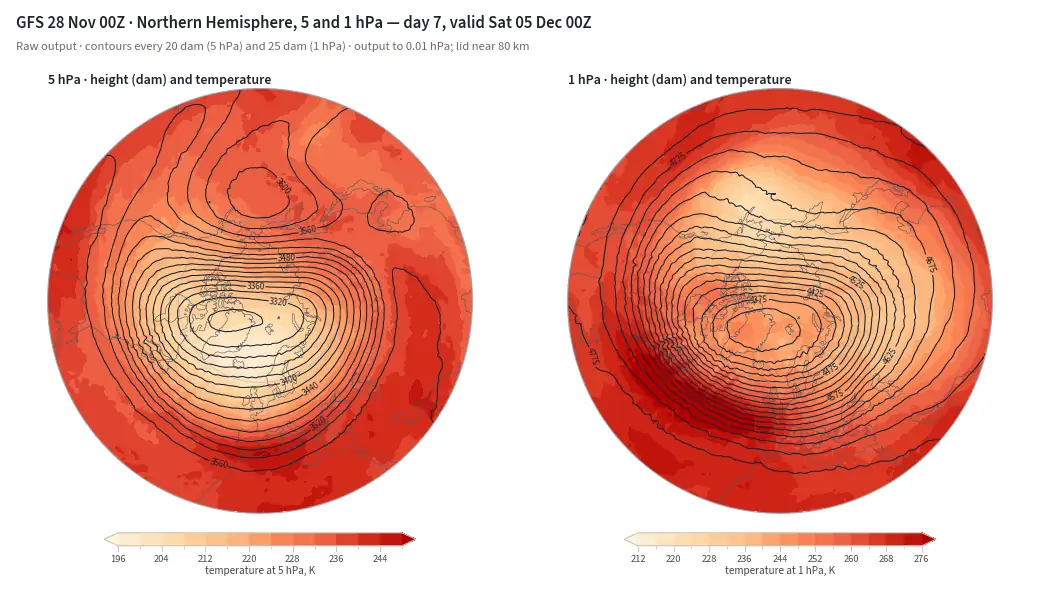 GFS 28 Nov 00Z · Northern Hemisphere, 5 and 1 hPa — day 7, valid Sat 05 Dec 00Z
Raw output · contours every 20 dam (5 hPa) and 25 dam (1 hPa) · output to 0.01 hPa; lid near 80 km
5 hPa · height (dam) and temperature
1 hPa · height (dam) and temperature
3600
3560
3480
3360
3320
3400
3440
3520
3560
4725
4675
4625
4375
4425
4775
4625
4475
4575
196 204 212 220 228 236 244
temperature at 5 hPa, K
212 220 228 236 244 252 260 268 276
temperature at 1 hPa, K